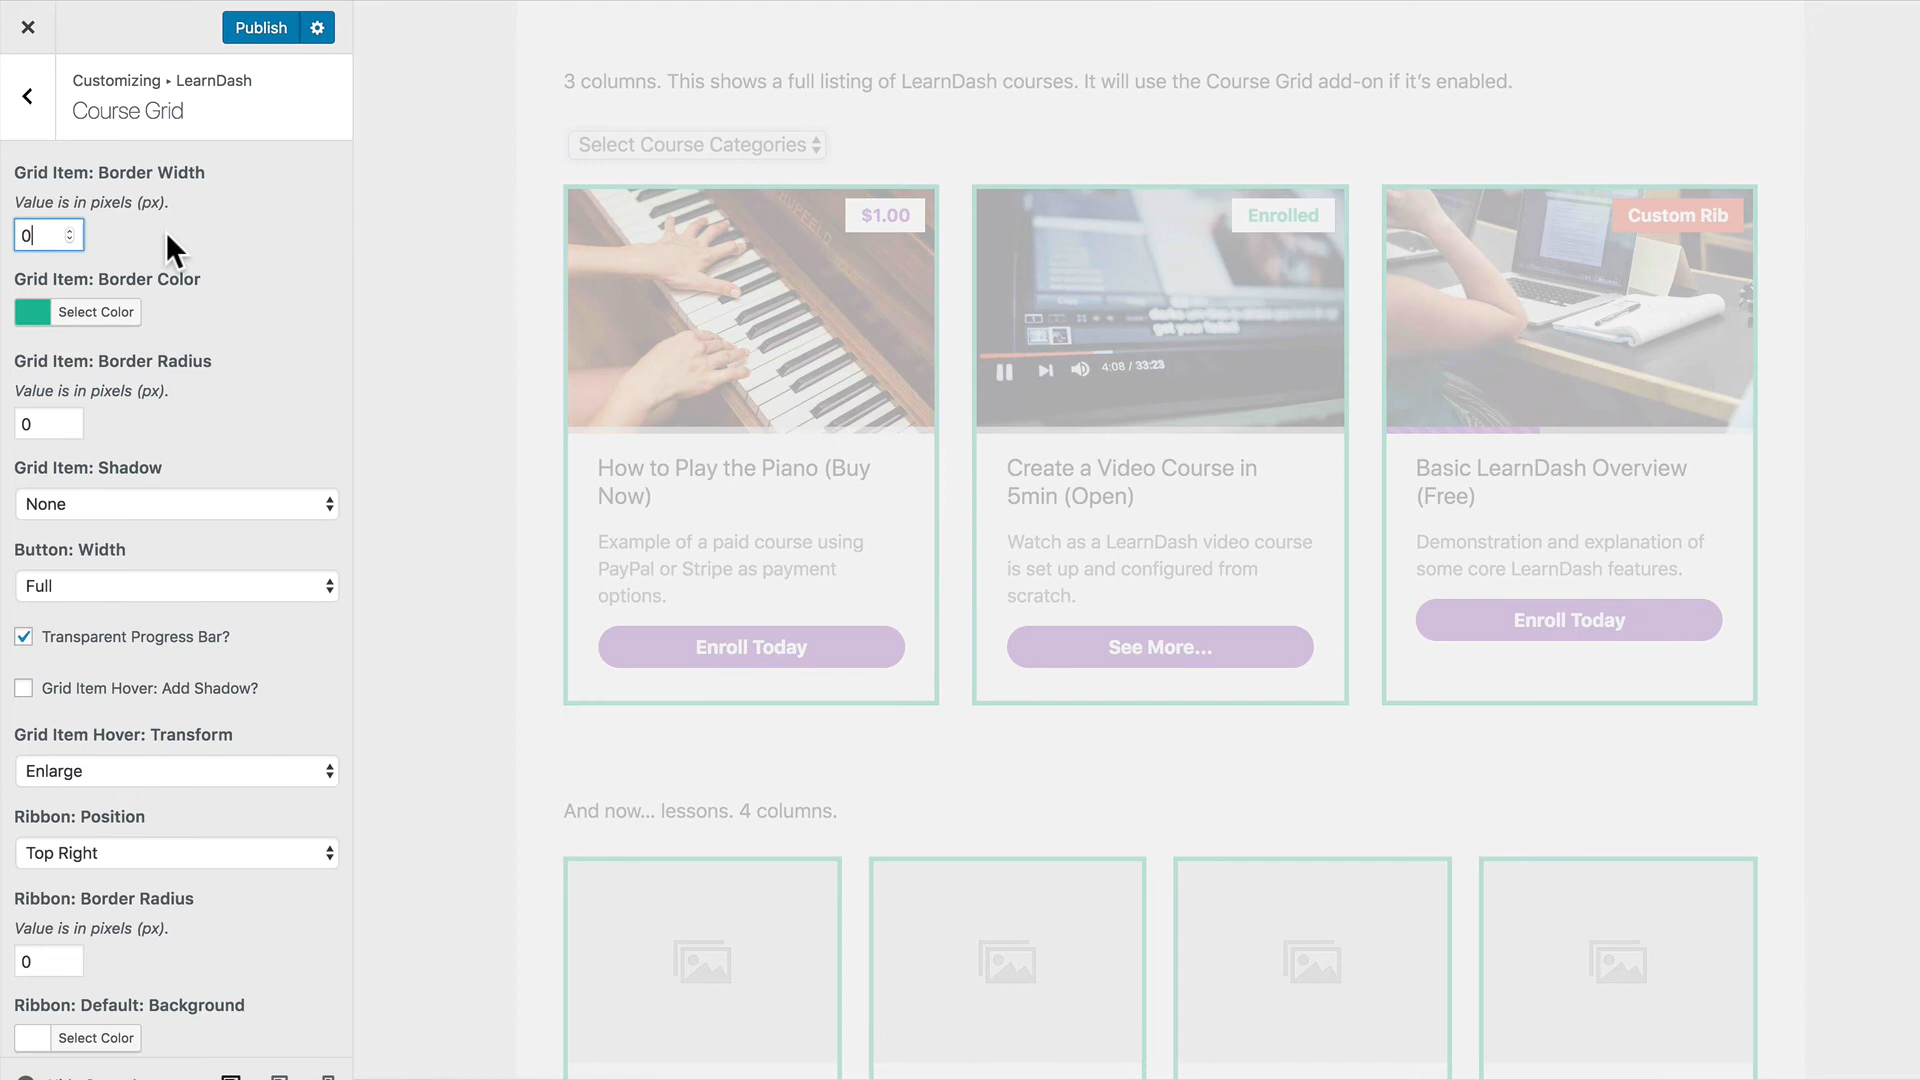 Publish
Customizing ▸ LearnDash
Course Grid
Grid Item: Border Width
Value is in pixels (px).
0
Grid Item: Border Color
Select Color
Grid Item: Border Radius
Value is in pixels (px).
0
Grid Item: Shadow
None
Button: Width
Full
Transparent Progress Bar?
Grid Item Hover: Add Shadow?
Grid Item Hover: Transform
Enlarge
Ribbon: Position
Top Right
Ribbon: Border Radius
Value is in pixels (px).
0
Ribbon: Default: Background
Select Color
3 columns. This shows a full listing of LearnDash courses. It will use the Course Grid add-on if it’s enabled.
Select Course Categories
$1.00
How to Play the Piano (Buy
Now)
Example of a paid course using
PayPal or Stripe as payment
options.
Enroll Today
Enrolled
4:08 / 33:23
Create a Video Course in
5min (Open)
Watch as a LearnDash video course
is set up and configured from
scratch.
See More...
Custom Rib
Basic LearnDash Overview
(Free)
Demonstration and explanation of
some core LearnDash features.
Enroll Today
And now... lessons. 4 columns.